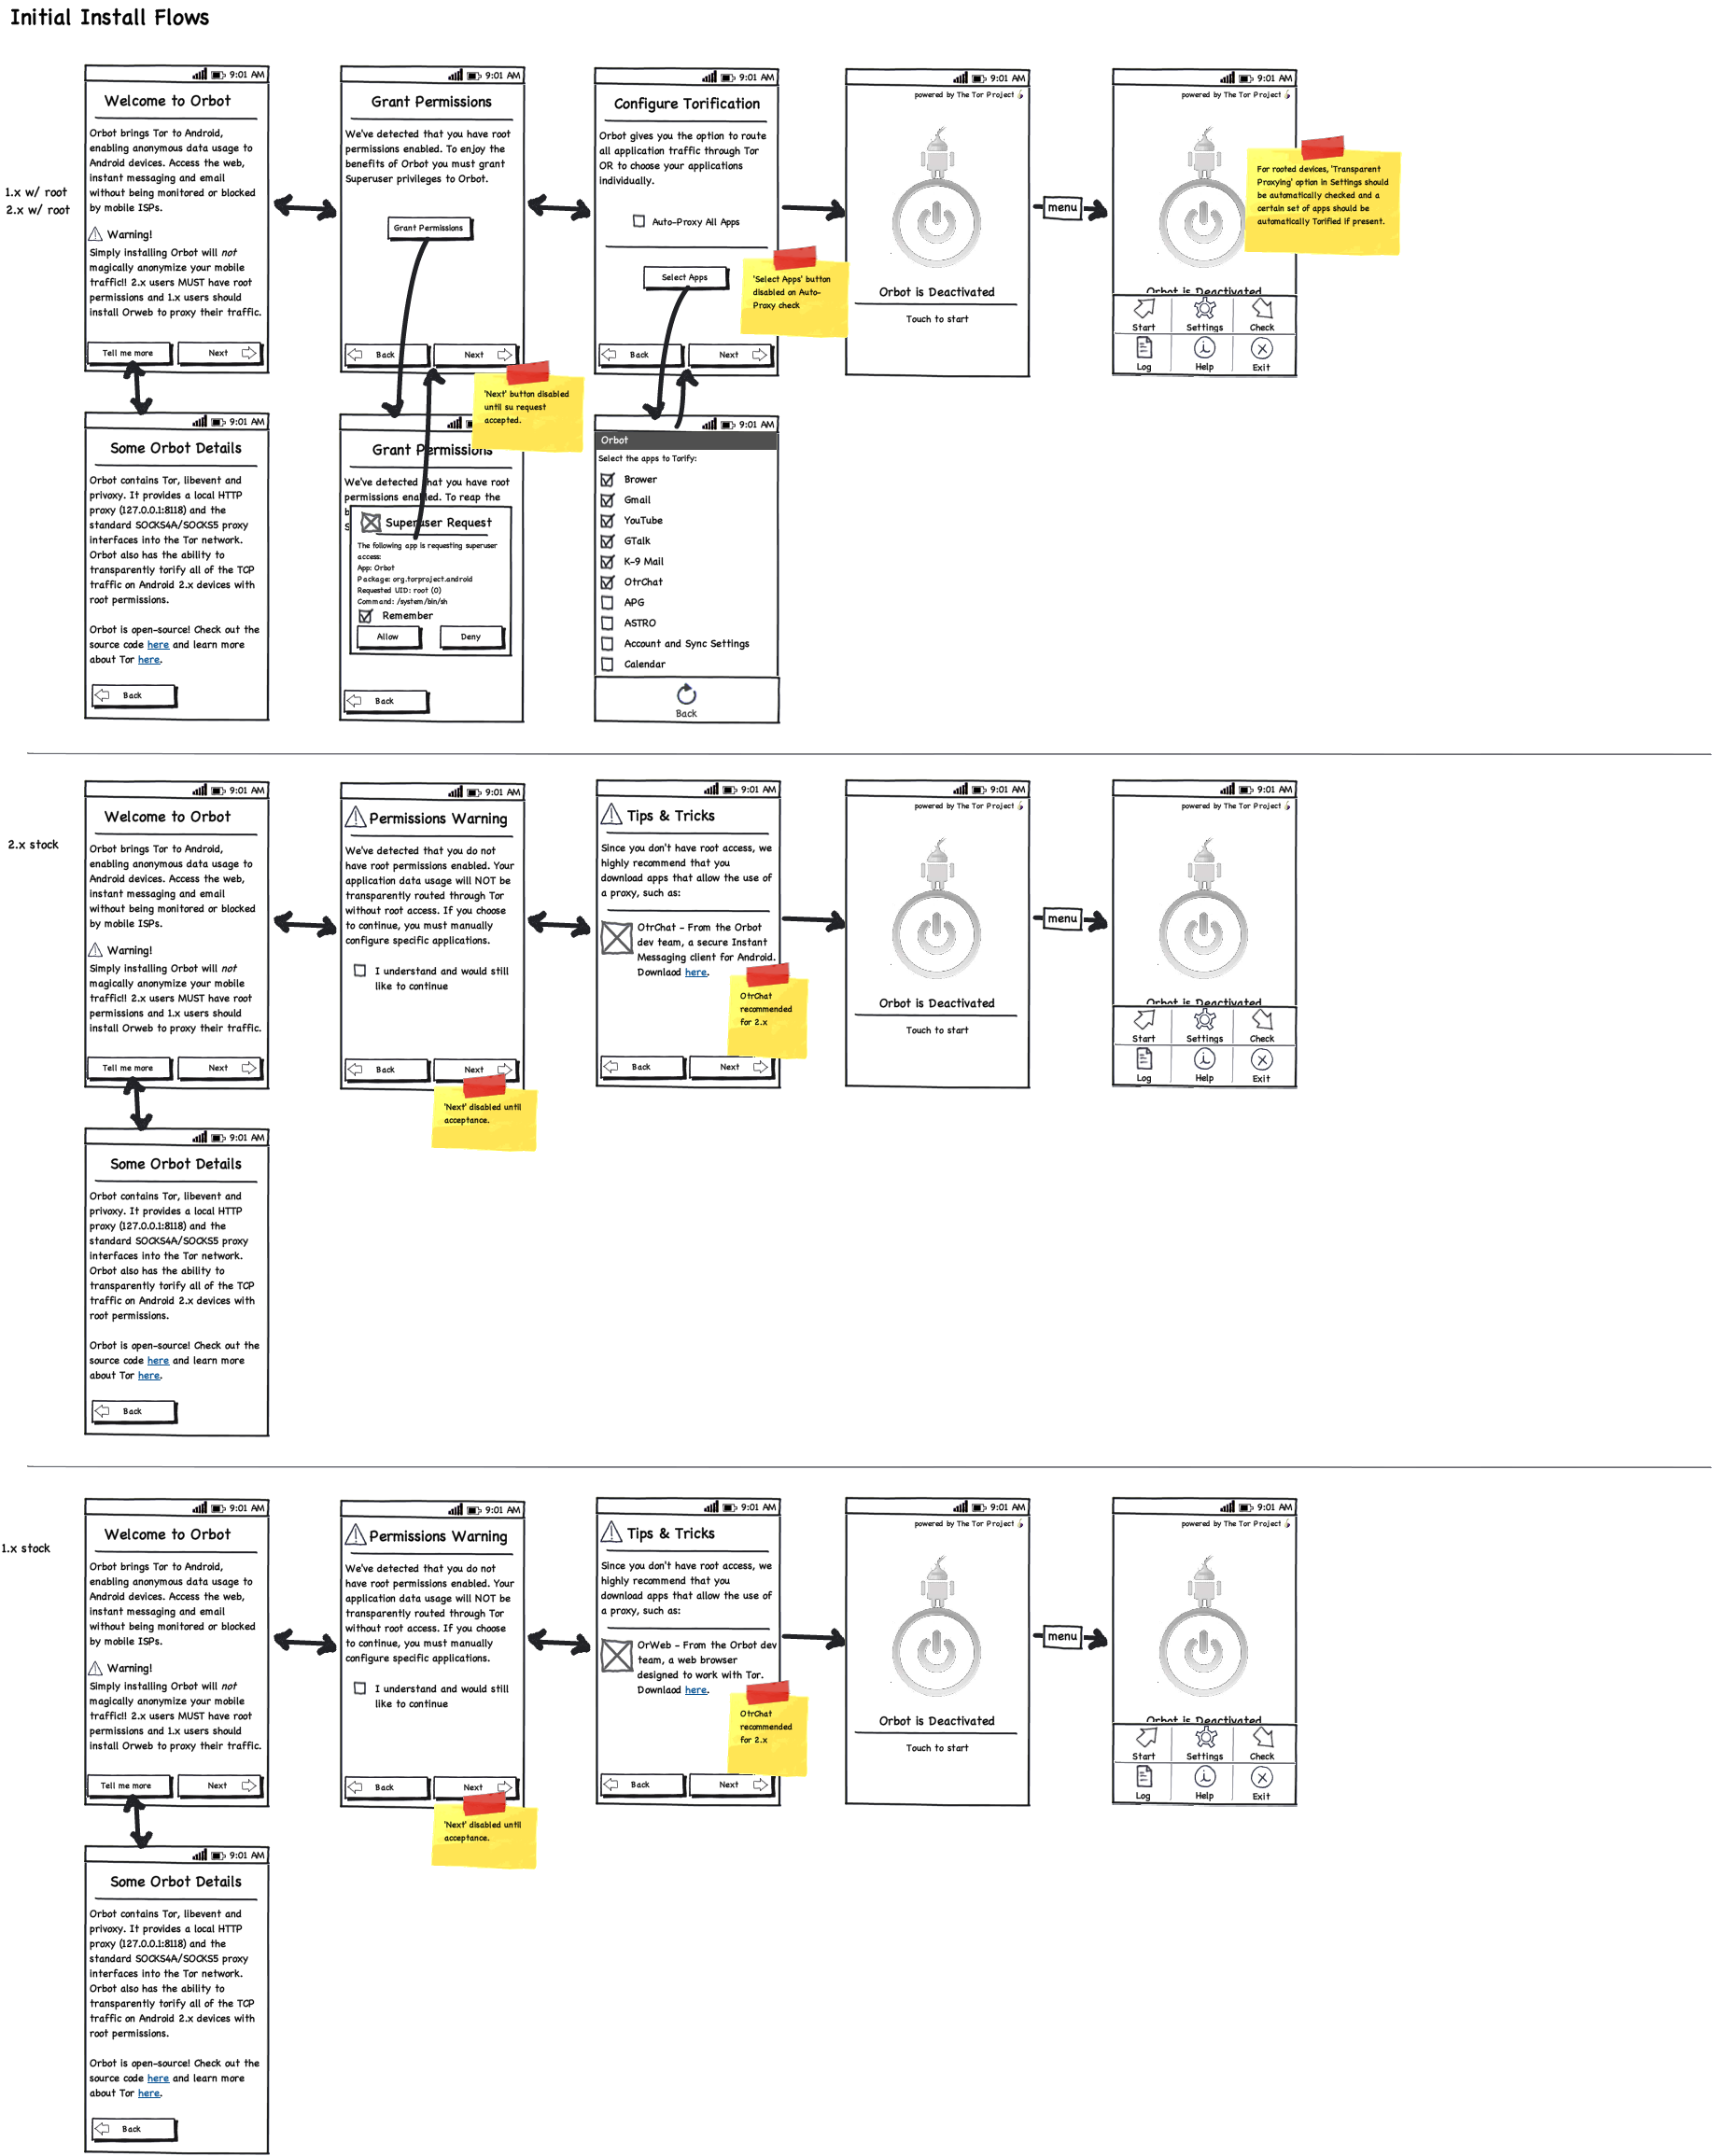 Initial Install Flows
1.x w/ root
2.x w/ root
9:01 AM
Welcome to Orbot
Orbot brings Tor to Android,
enabling anonymous data usage to
Android devices. Access the web,
instant messaging and email
without being monitored or blocked
by mobile ISPs.
Warning!
Simply installing Orbot will not
magically anonymize your mobile
traffic!! 2.x users MUST have root
permissions and 1.x users should
install Orweb to proxy their traffic.
Tell me more
Next
9:01 AM
Grant Permissions
We've detected that you have root
permissions enabled. To enjoy the
benefits of Orbot you must grant
Superuser privileges to Orbot.
Grant Permissions
Back
Next
'Next' button disabled
until su request
accepted.
9:01 AM
Configure Torification
Orbot gives you the option to route
all application traffic through Tor
OR to choose your applications
individually.
Auto-Proxy All Apps
Select Apps
Back
Next
'Select Apps' button
disabled on Auto-
Proxy check
9:01 AM
powered by The Tor Project
Orbot is Deactivated
Touch to start
menu
9:01 AM
powered by The Tor Project
For rooted devices, 'Transparent
Proxying' option in Settings should
be automatically checked and a
certain set of apps should be
automatically Torified if present.
Orbot is Deactivated
Start
Settings
Check
Log
Help
Exit
9:01 AM
Some Orbot Details
Orbot contains Tor, libevent and
privoxy. It provides a local HTTP
proxy (127.0.0.1:8118) and the
standard SOCKS4A/SOCKS5 proxy
interfaces into the Tor network.
Orbot also has the ability to
transparently torify all of the TCP
traffic on Android 2.x devices with
root permissions.
Orbot is open-source! Check out the
source code here and learn more
about Tor here.
Back
Grant Permissions
We've detected that you have root
permissions enabled. To reap the
b
S
Superuser Request
The following app is requesting superuser
access:
App: Orbot
Package: org.torproject.android
Requested UID: root (0)
Command: /system/bin/sh
Remember
Allow
Deny
Back
9:01 AM
Orbot
Select the apps to Torify:
Brower
Gmail
YouTube
GTalk
K-9 Mail
OtrChat
APG
ASTRO
Account and Sync Settings
Calendar
Back
2.x stock
9:01 AM
Welcome to Orbot
Orbot brings Tor to Android,
enabling anonymous data usage to
Android devices. Access the web,
instant messaging and email
without being monitored or blocked
by mobile ISPs.
Warning!
Simply installing Orbot will not
magically anonymize your mobile
traffic!! 2.x users MUST have root
permissions and 1.x users should
install Orweb to proxy their traffic.
Tell me more
Next
9:01 AM
Permissions Warning
We've detected that you do not
have root permissions enabled. Your
application data usage will NOT be
transparently routed through Tor
without root access. If you choose
to continue, you must manually
configure specific applications.
I understand and would still
like to continue
Back
Next
'Next' disabled until
acceptance.
9:01 AM
Tips & Tricks
Since you don't have root access, we
highly recommend that you
download apps that allow the use of
a proxy, such as:
OtrChat - From the Orbot
dev team, a secure Instant
Messaging client for Android.
Downlaod here.
OtrChat
recommended
for 2.x
Back
Next
9:01 AM
powered by The Tor Project
Orbot is Deactivated
Touch to start
menu
9:01 AM
powered by The Tor Project
Orbot is Deactivated
Start
Settings
Check
Log
Help
Exit
9:01 AM
Some Orbot Details
Orbot contains Tor, libevent and
privoxy. It provides a local HTTP
proxy (127.0.0.1:8118) and the
standard SOCKS4A/SOCKS5 proxy
interfaces into the Tor network.
Orbot also has the ability to
transparently torify all of the TCP
traffic on Android 2.x devices with
root permissions.
Orbot is open-source! Check out the
source code here and learn more
about Tor here.
Back
1.x stock
9:01 AM
Welcome to Orbot
Orbot brings Tor to Android,
enabling anonymous data usage to
Android devices. Access the web,
instant messaging and email
without being monitored or blocked
by mobile ISPs.
Warning!
Simply installing Orbot will not
magically anonymize your mobile
traffic!! 2.x users MUST have root
permissions and 1.x users should
install Orweb to proxy their traffic.
Tell me more
Next
9:01 AM
Permissions Warning
We've detected that you do not
have root permissions enabled. Your
application data usage will NOT be
transparently routed through Tor
without root access. If you choose
to continue, you must manually
configure specific applications.
I understand and would still
like to continue
Back
Next
'Next' disabled until
acceptance.
9:01 AM
Tips & Tricks
Since you don't have root access, we
highly recommend that you
download apps that allow the use of
a proxy, such as:
OrWeb - From the Orbot dev
team, a web browser
designed to work with Tor.
Downlaod here.
OtrChat
recommended
for 2.x
Back
Next
9:01 AM
powered by The Tor Project
Orbot is Deactivated
Touch to start
menu
9:01 AM
powered by The Tor Project
Orbot is Deactivated
Start
Settings
Check
Log
Help
Exit
9:01 AM
Some Orbot Details
Orbot contains Tor, libevent and
privoxy. It provides a local HTTP
proxy (127.0.0.1:8118) and the
standard SOCKS4A/SOCKS5 proxy
interfaces into the Tor network.
Orbot also has the ability to
transparently torify all of the TCP
traffic on Android 2.x devices with
root permissions.
Orbot is open-source! Check out the
source code here and learn more
about Tor here.
Back